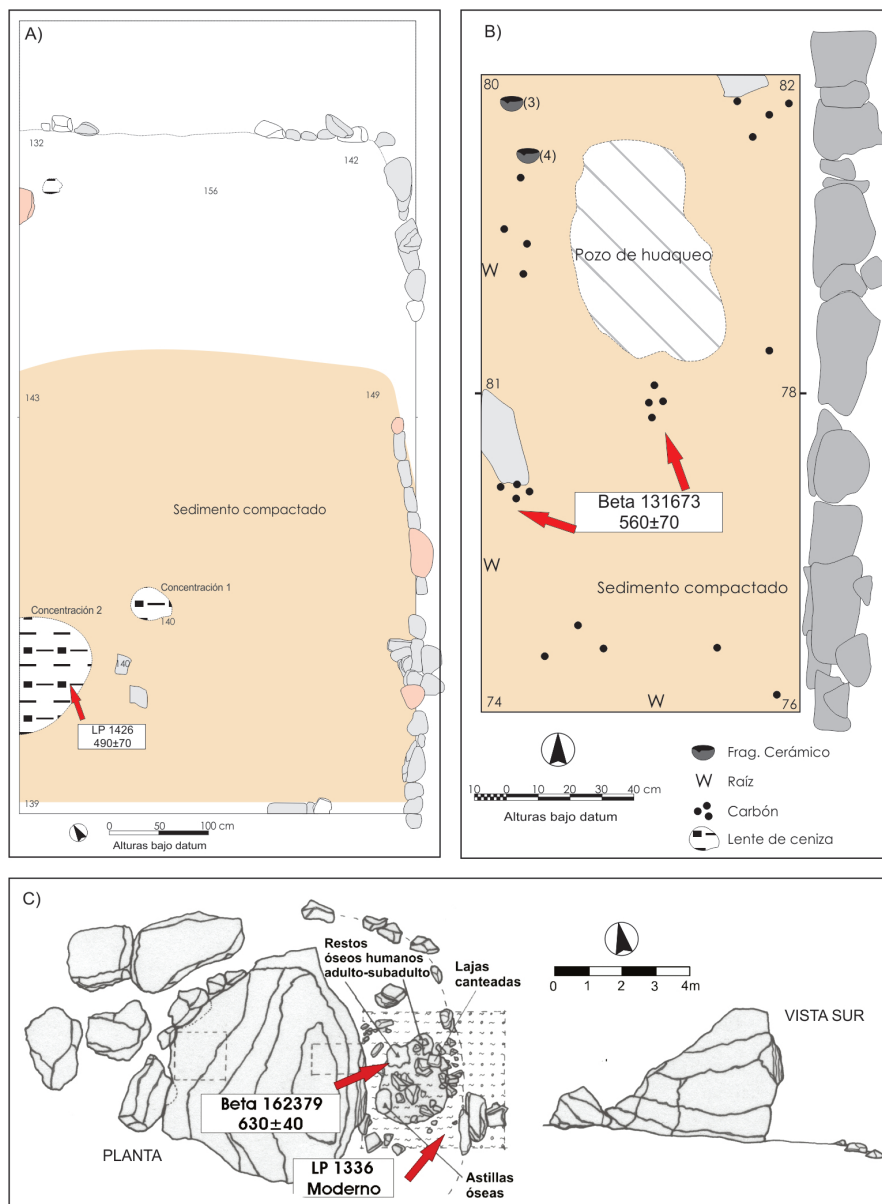 A)
132
142
156
143
149
Sedimento compactado
Concentración 1
140
Concentración 2
140
LP 1426
490±70
139
0 50 100 cm
Alturas bajo datum
B)
80
82
(3)
(4)
Pozo de huaqueo
W
81
78
Beta 131673
560±70
W
Sedimento compactado
74
W
76
10 0 10 20 30 40 cm
Alturas bajo datum
Frag. Cerámico
W Raíz
Carbón
Lente de ceniza
C)
Restos
óseos humanos
adulto-subadulto
Lajas
canteadas
0 1 2 3 4m
VISTA SUR
Beta 162379
630±40
PLANTA
LP 1336
Moderno
Astillas
óseas